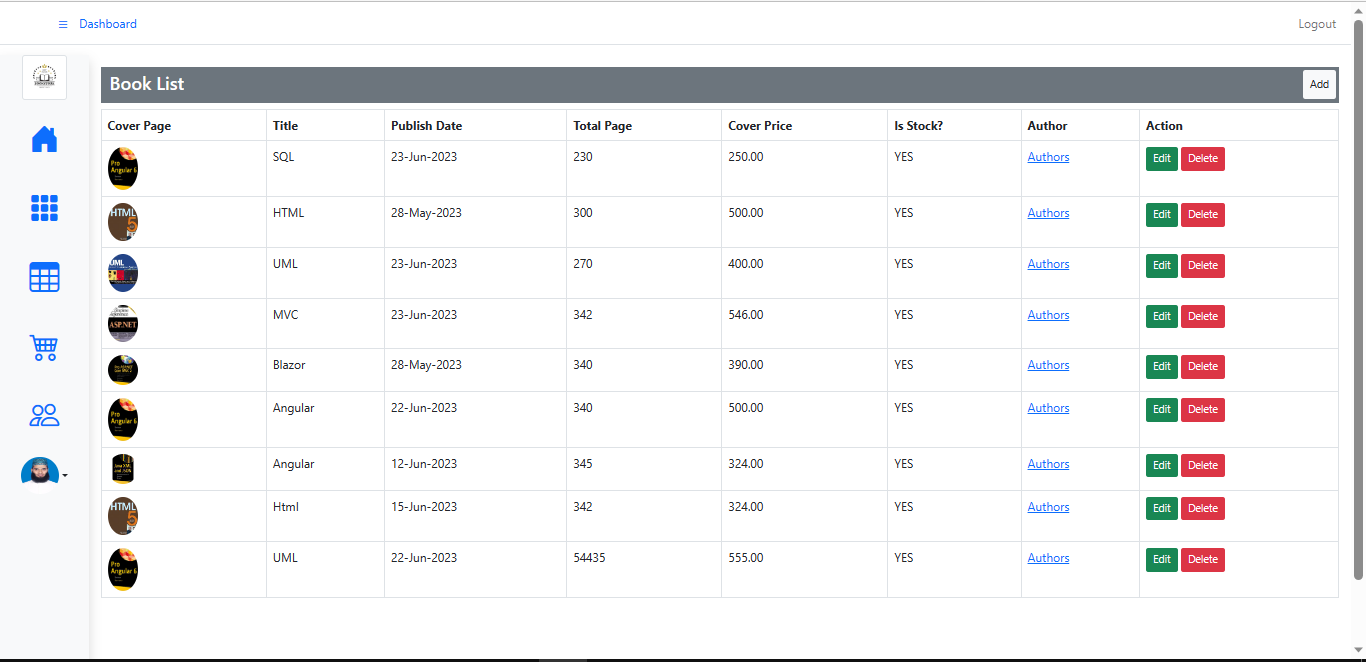 ≡ Dashboard Logout
Book List Add
Cover Page Title Publish Date Total Page Cover Price Is Stock? Author Action
Pro Angular 6 SQL 23-Jun-2023 230 250.00 YES Authors Edit Delete
HTML 5 HTML 28-May-2023 300 500.00 YES Authors Edit Delete
UML UML 23-Jun-2023 270 400.00 YES Authors Edit Delete
ASP.NET MVC 23-Jun-2023 342 546.00 YES Authors Edit Delete
Blazor 28-May-2023 340 390.00 YES Authors Edit Delete
Pro Angular 6 Angular 22-Jun-2023 340 500.00 YES Authors Edit Delete
Java XML and JSON Angular 12-Jun-2023 345 324.00 YES Authors Edit Delete
HTML 5 Html 15-Jun-2023 342 324.00 YES Authors Edit Delete
Pro Angular 6 UML 22-Jun-2023 54435 555.00 YES Authors Edit Delete